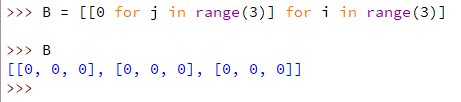 >>> B = [[0 for j in range(3)] for i in range(3)]
>>> B
[[0, 0, 0], [0, 0, 0], [0, 0, 0]]
>>>